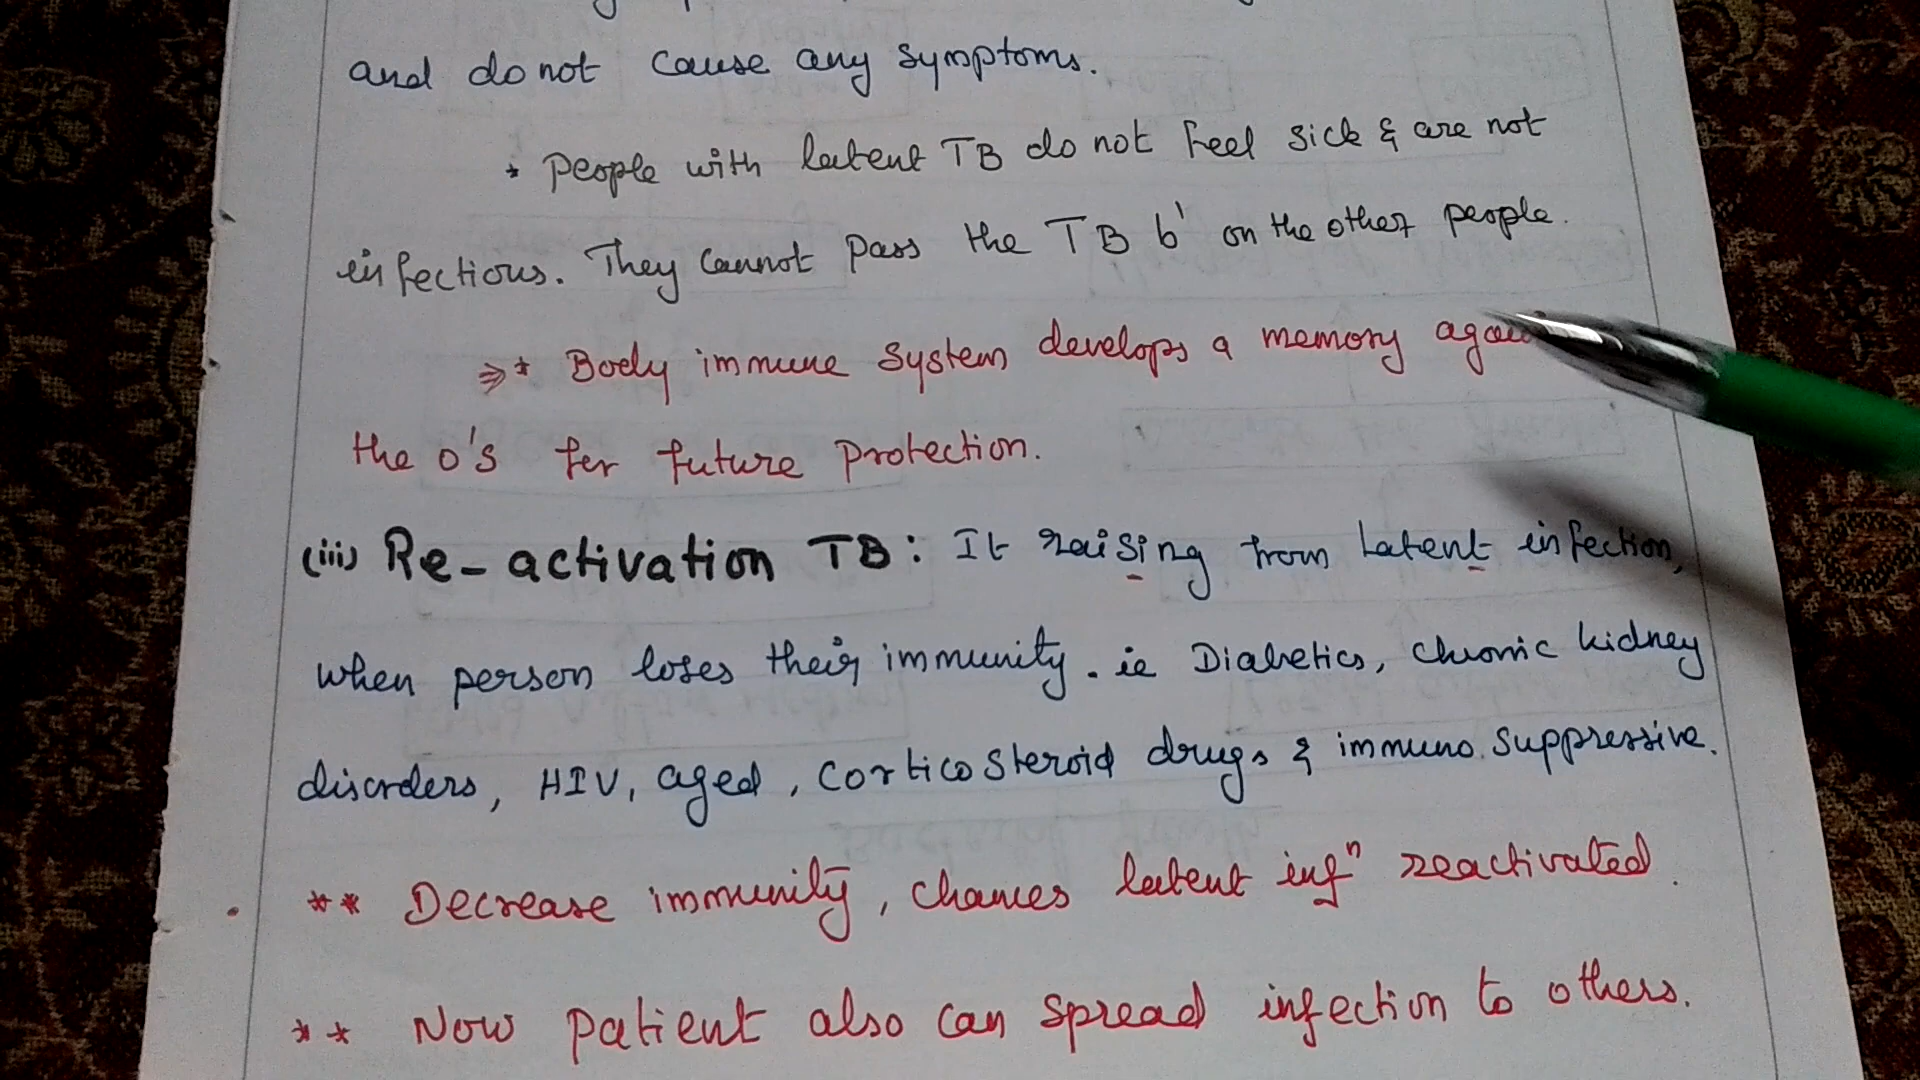 and do not cause any symptoms.
* People with latent TB do not feel sick & are not
infectious. They cannot pass the TB b' on the other people.
⇒* Body immune system develops a memory
the o's for future protection.
(iii) Re-activation TB: It raising from latent infection,
when person loses their immunity. ie Diabetics, chronic kidney
disorders, HIV, aged, corticosteroid drugs & immuno suppressive.
** Decrease immunity, chances latent infⁿ reactivated.
** Now patient also can spread infection to others.